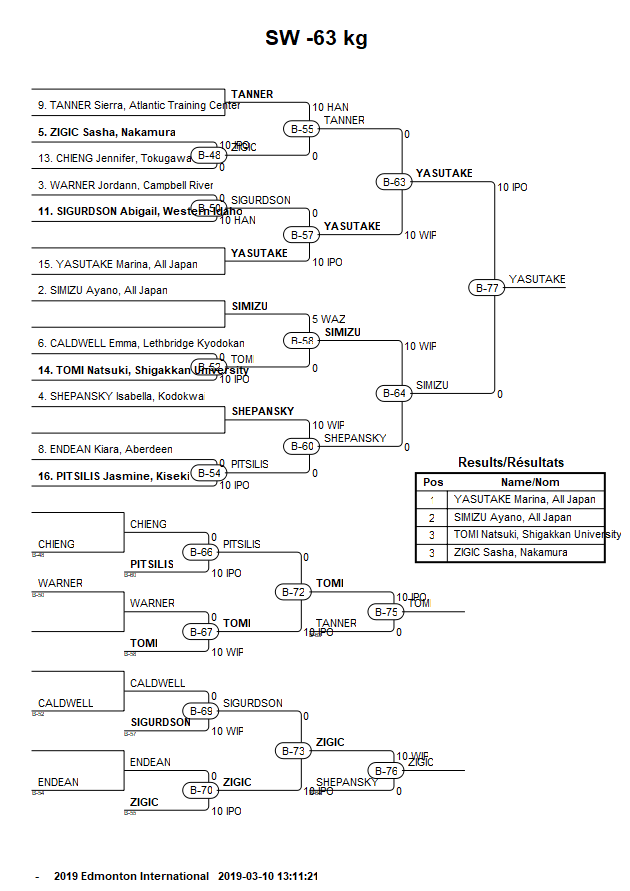 SW -63 kg
TANNER
9. TANNER Sierra, Atlantic Training Center
10 HAN
B-55
TANNER
0
5. ZIGIC Sasha, Nakamura
10 IPO
B-48
ZIGIC
0
13. CHIENG Jennifer, Tokugawa
0
B-63
YASUTAKE
10 IPO
3. WARNER Jordann, Campbell River
0
B-50
SIGURDSON
0
11. SIGURDSON Abigail, Western Idaho
10 HAN
B-57
YASUTAKE
10 WIP
YASUTAKE
10 IPO
15. YASUTAKE Marina, All Japan
B-77
YASUTAKE
2. SIMIZU Ayano, All Japan
SIMIZU
5 WAZ
B-58
SIMIZU
10 WIP
6. CALDWELL Emma, Lethbridge Kyodokan
0
B-52
TOMI
0
14. TOMI Natsuki, Shigakkan University
10 IPO
B-64
SIMIZU
0
4. SHEPANSKY Isabella, Kodokwai
SHEPANSKY
10 WIP
B-60
SHEPANSKY
0
8. ENDEAN Kiara, Aberdeen
0
B-54
PITSILIS
0
16. PITSILIS Jasmine, Kiseki
10 IPO
Results/Résultats
Pos Name/Nom
1 YASUTAKE Marina, All Japan
2 SIMIZU Ayano, All Japan
3 TOMI Natsuki, Shigakkan University
3 ZIGIC Sasha, Nakamura
CHIENG
0
CHIENG
B-48
B-66
PITSILIS
0
PITSILIS
B-60
10 IPO
WARNER
B-50
B-72
TOMI
10 IPO
WARNER
0
B-75
TOMI
B-67
TOMI
10 IPO
TANNER
0
TOMI
B-58
10 WIP
CALDWELL
0
CALDWELL
B-52
B-69
SIGURDSON
0
SIGURDSON
B-57
10 WIP
B-73
ZIGIC
10 WIP
ENDEAN
0
B-76
ZIGIC
ENDEAN
B-54
B-70
ZIGIC
10 IPO
SHEPANSKY
0
ZIGIC
B-55
10 IPO
- 2019 Edmonton International 2019-03-10 13:11:21